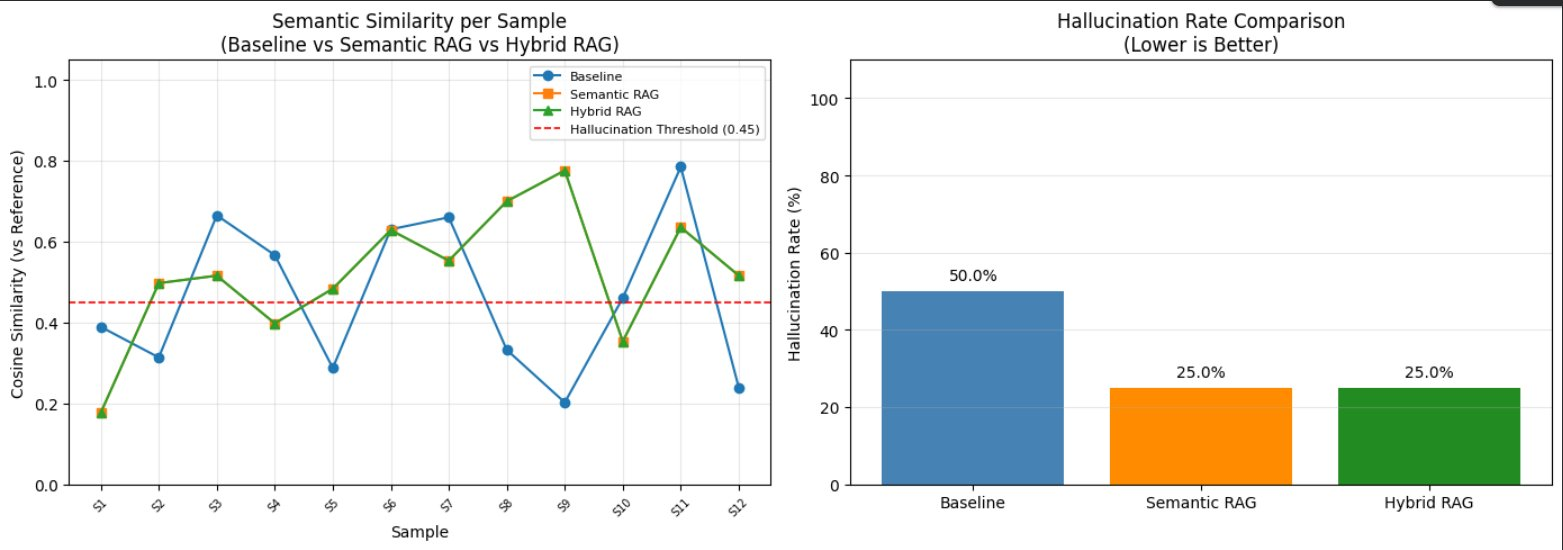 Semantic Similarity per Sample
(Baseline vs Semantic RAG vs Hybrid RAG)
Baseline
Semantic RAG
Hybrid RAG
Hallucination Threshold (0.45)
Cosine Similarity (vs Reference)
1.0
0.8
0.6
0.4
0.2
0.0
S1
S2
S3
S4
S5
S6
S7
S8
S9
S10
S11
S12
Sample
Hallucination Rate Comparison
(Lower is Better)
Hallucination Rate (%)
100
80
60
40
20
0
50.0%
25.0%
25.0%
Baseline
Semantic RAG
Hybrid RAG